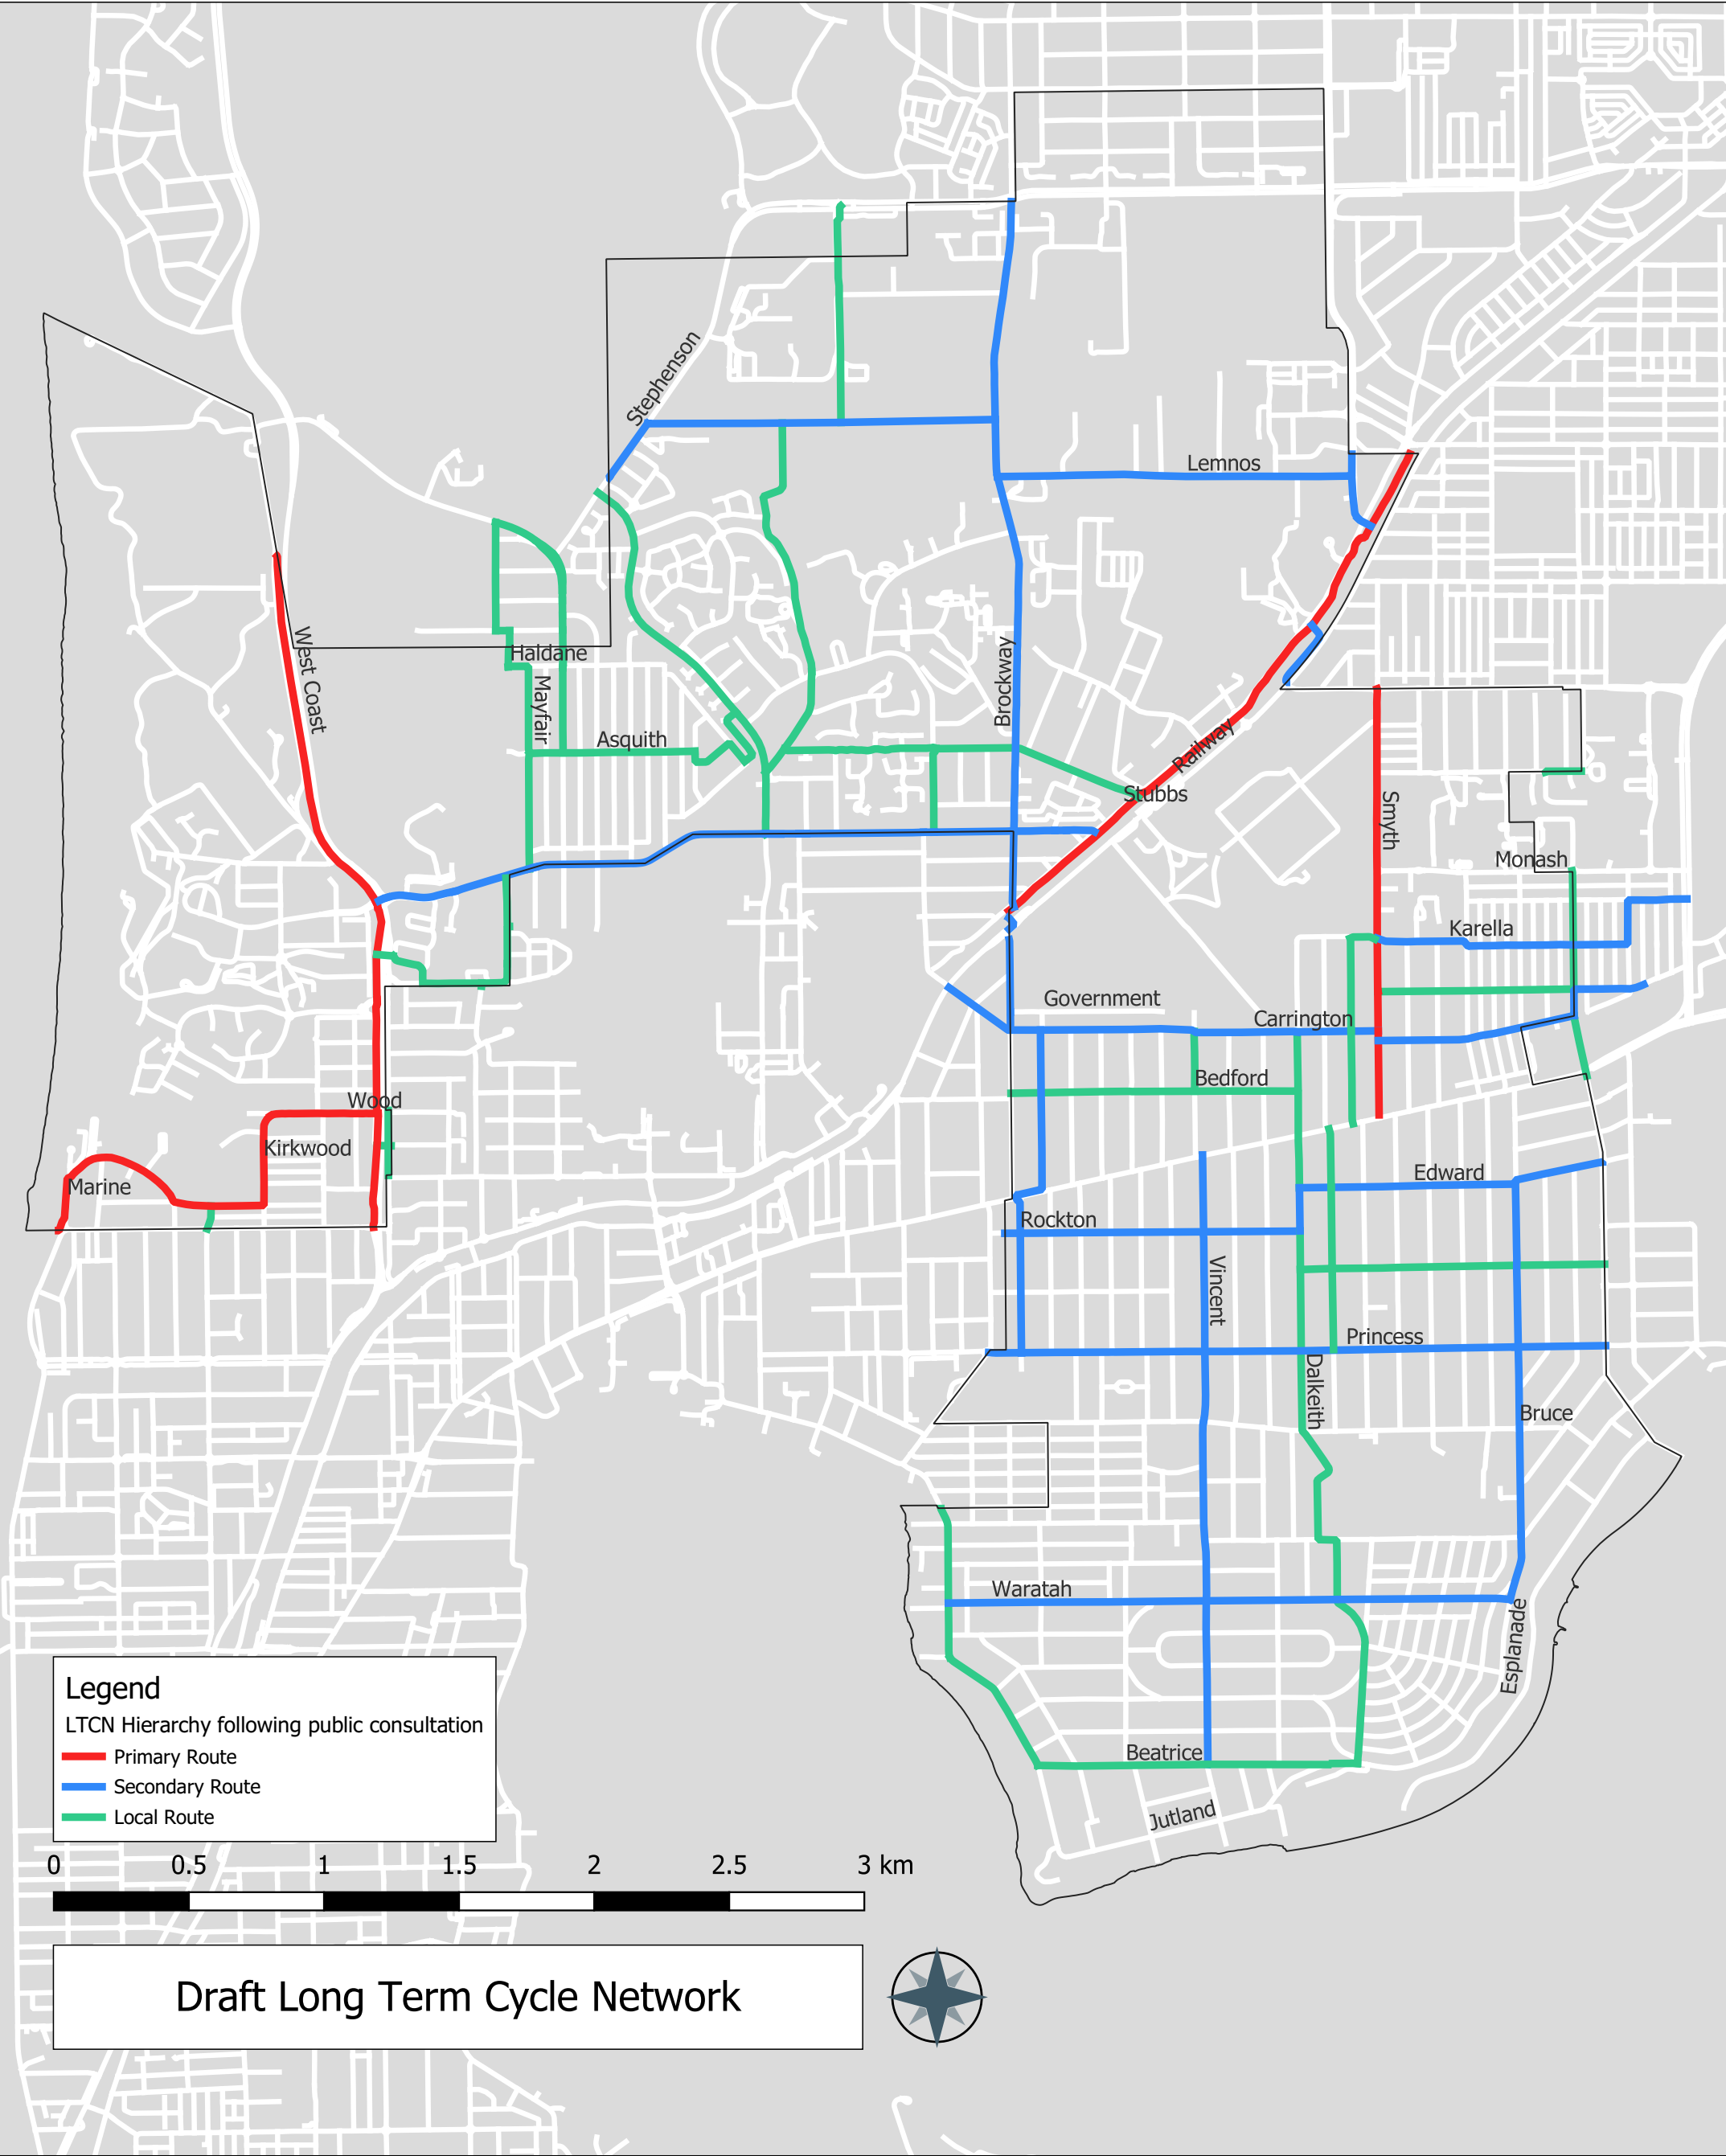 Stephenson
Lemnos
West Coast
Haldane
Brockway
Mayfair
Asquith
Railway
Stubbs
Smyth
Monash
Karella
Government
Carrington
Bedford
Wood
Kirkwood
Marine
Edward
Rockton
Vincent
Princess
Dalkeith
Bruce
Waratah
Esplanade
Beatrice
Jutland
Legend
LTCN Hierarchy following public consultation
Primary Route
Secondary Route
Local Route
0 0.5 1 1.5 2 2.5 3 km
Draft Long Term Cycle Network